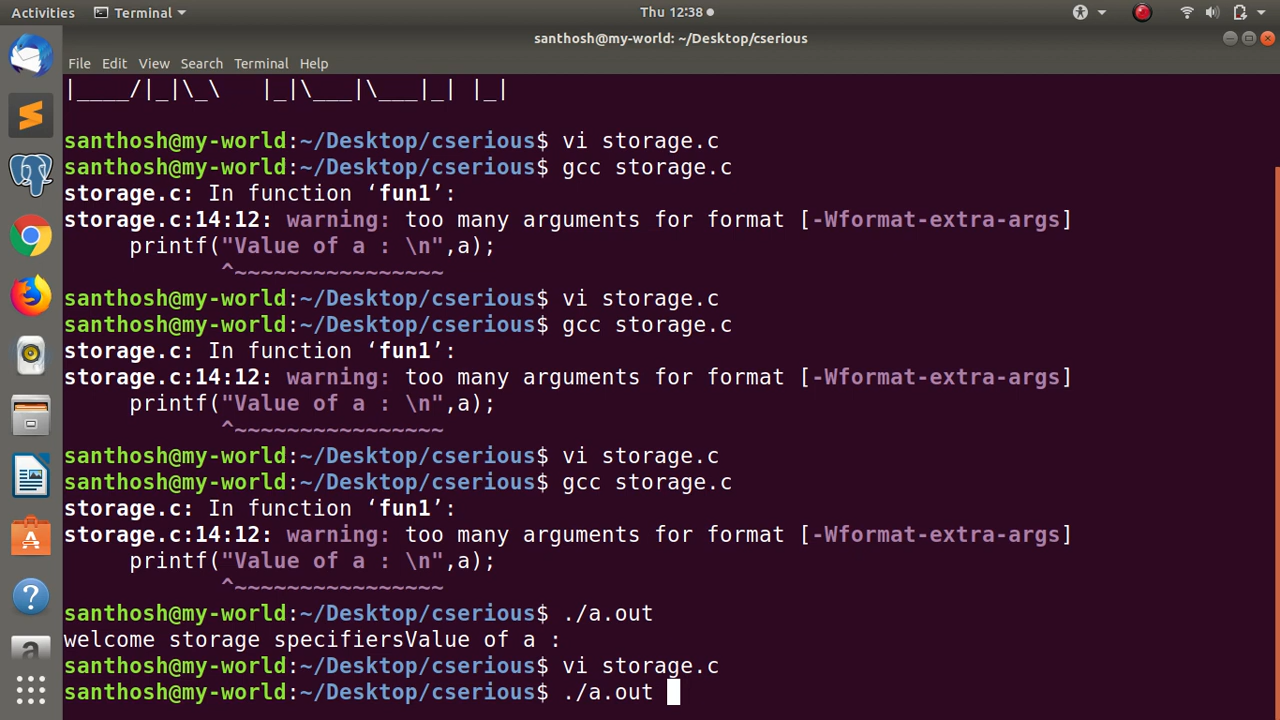 Activities Terminal Thu 12:38
santhosh@my-world: ~/Desktop/cserious
File Edit View Search Terminal Help
|____/|_|\_\   |_|\___|\___|_| |_|
santhosh@my-world:~/Desktop/cserious$ vi storage.c
santhosh@my-world:~/Desktop/cserious$ gcc storage.c
storage.c: In function ‘fun1’:
storage.c:14:12: warning: too many arguments for format [-Wformat-extra-args]
     printf("Value of a : \n",a);
            ^~~~~~~~~~~~~~~~~
santhosh@my-world:~/Desktop/cserious$ vi storage.c
santhosh@my-world:~/Desktop/cserious$ gcc storage.c
storage.c: In function ‘fun1’:
storage.c:14:12: warning: too many arguments for format [-Wformat-extra-args]
     printf("Value of a : \n",a);
            ^~~~~~~~~~~~~~~~~
santhosh@my-world:~/Desktop/cserious$ vi storage.c
santhosh@my-world:~/Desktop/cserious$ gcc storage.c
storage.c: In function ‘fun1’:
storage.c:14:12: warning: too many arguments for format [-Wformat-extra-args]
     printf("Value of a : \n",a);
            ^~~~~~~~~~~~~~~~~
santhosh@my-world:~/Desktop/cserious$ ./a.out
welcome storage specifiersValue of a :
santhosh@my-world:~/Desktop/cserious$ vi storage.c
santhosh@my-world:~/Desktop/cserious$ ./a.out